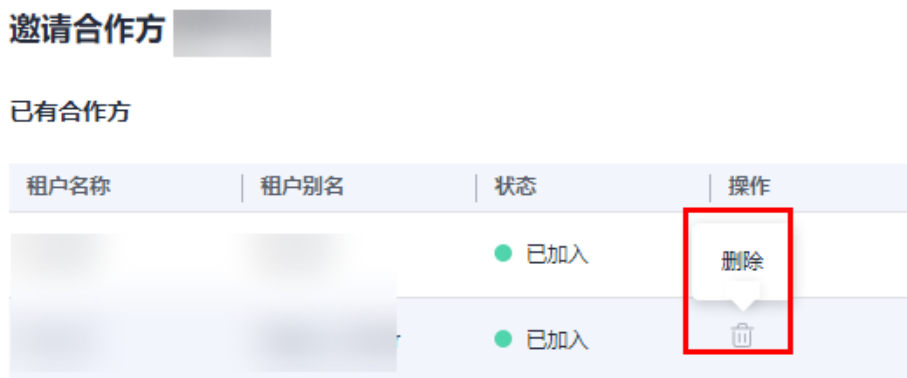 邀请合作方
已有合作方
租户名称 租户别名 状态 操作
已加入
删除
已加入